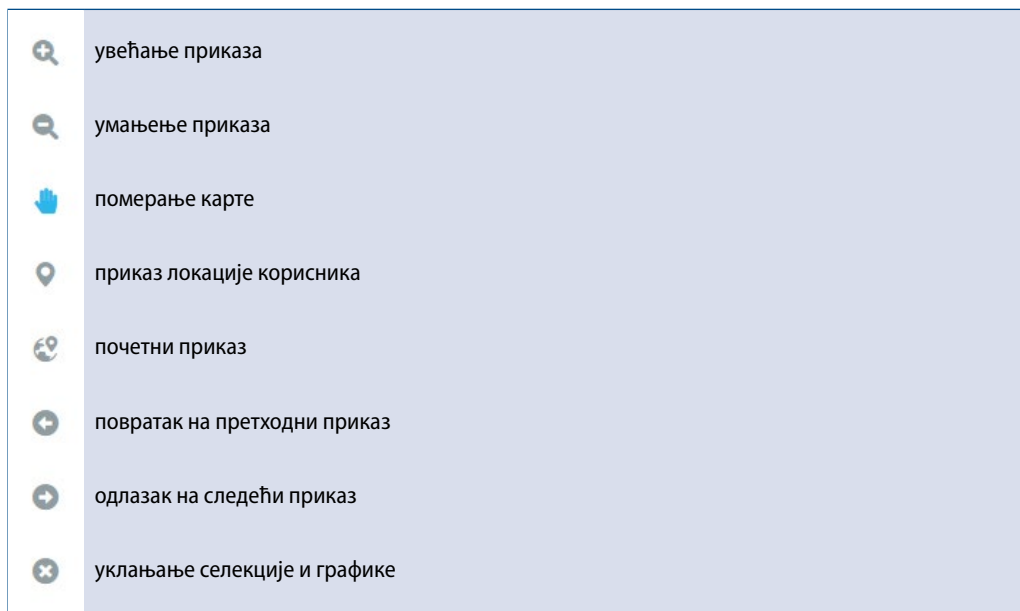 увећање приказа
умањење приказа
померање карте
приказ локације корисника
почетни приказ
повратак на претходни приказ
одлазак на следећи приказ
уклањање селекције и графике